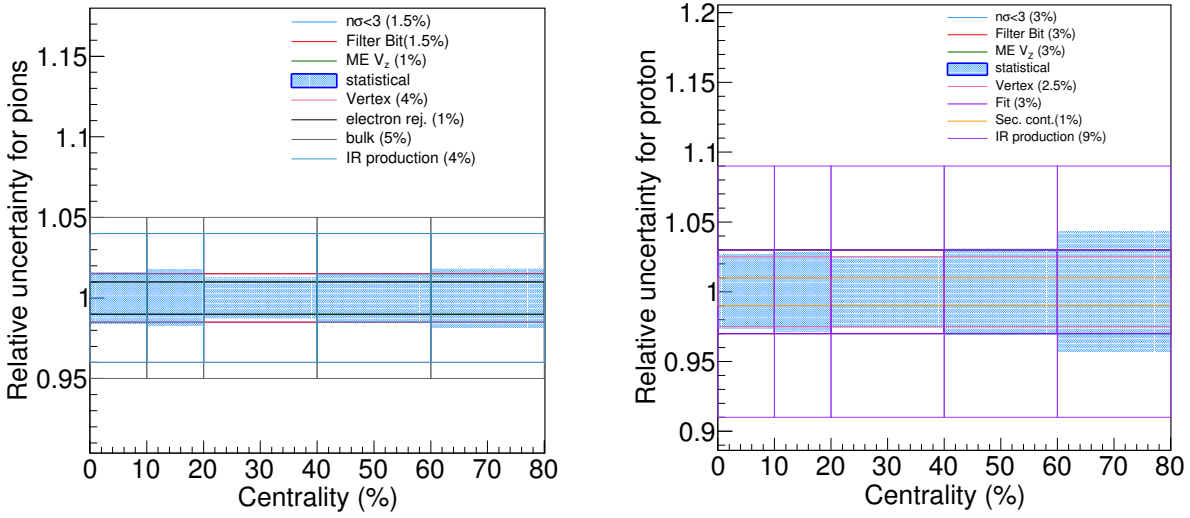 Relative uncertainty for pions
1.15
1.1
1.05
1
0.95
nσ<3 (1.5%)
Filter Bit(1.5%)
ME Vz (1%)
statistical
Vertex (4%)
electron rej. (1%)
bulk (5%)
IR production (4%)
0 10 20 30 40 50 60 70 80
Centrality (%)
Relative uncertainty for proton
1.2
1.15
1.1
1.05
1
0.95
0.9
nσ<3 (3%)
Filter Bit (3%)
ME Vz (3%)
statistical
Vertex (2.5%)
Fit (3%)
Sec. cont.(1%)
IR production (9%)
0 10 20 30 40 50 60 70 80
Centrality (%)